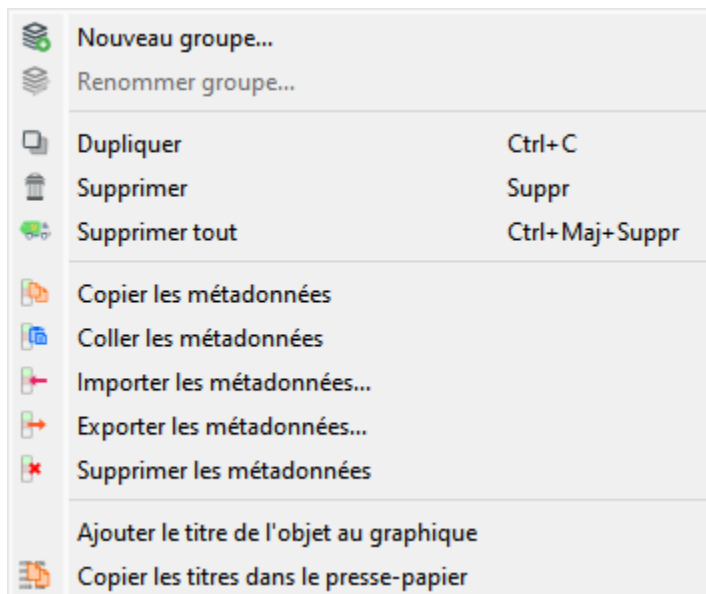 Nouveau groupe...
Renommer groupe...
Dupliquer Ctrl+C
Supprimer Suppr
Supprimer tout Ctrl+Maj+Suppr
Copier les métadonnées
Coller les métadonnées
Importer les métadonnées...
Exporter les métadonnées...
Supprimer les métadonnées
Ajouter le titre de l'objet au graphique
Copier les titres dans le presse-papier